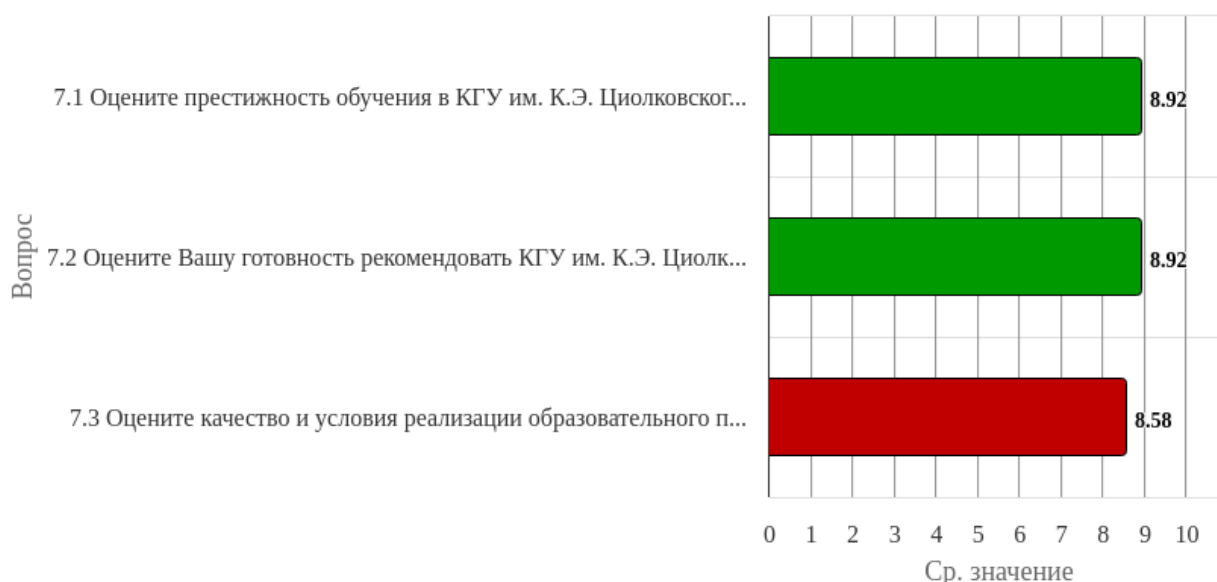 7.1 Оцените престижность обучения в КГУ им. К.Э. Циолковског...
8.92
Вопрос
7.2 Оцените Вашу готовность рекомендовать КГУ им. К.Э. Циолк...
8.92
7.3 Оцените качество и условия реализации образовательного п...
8.58
0 1 2 3 4 5 6 7 8 9 10
Ср. значение